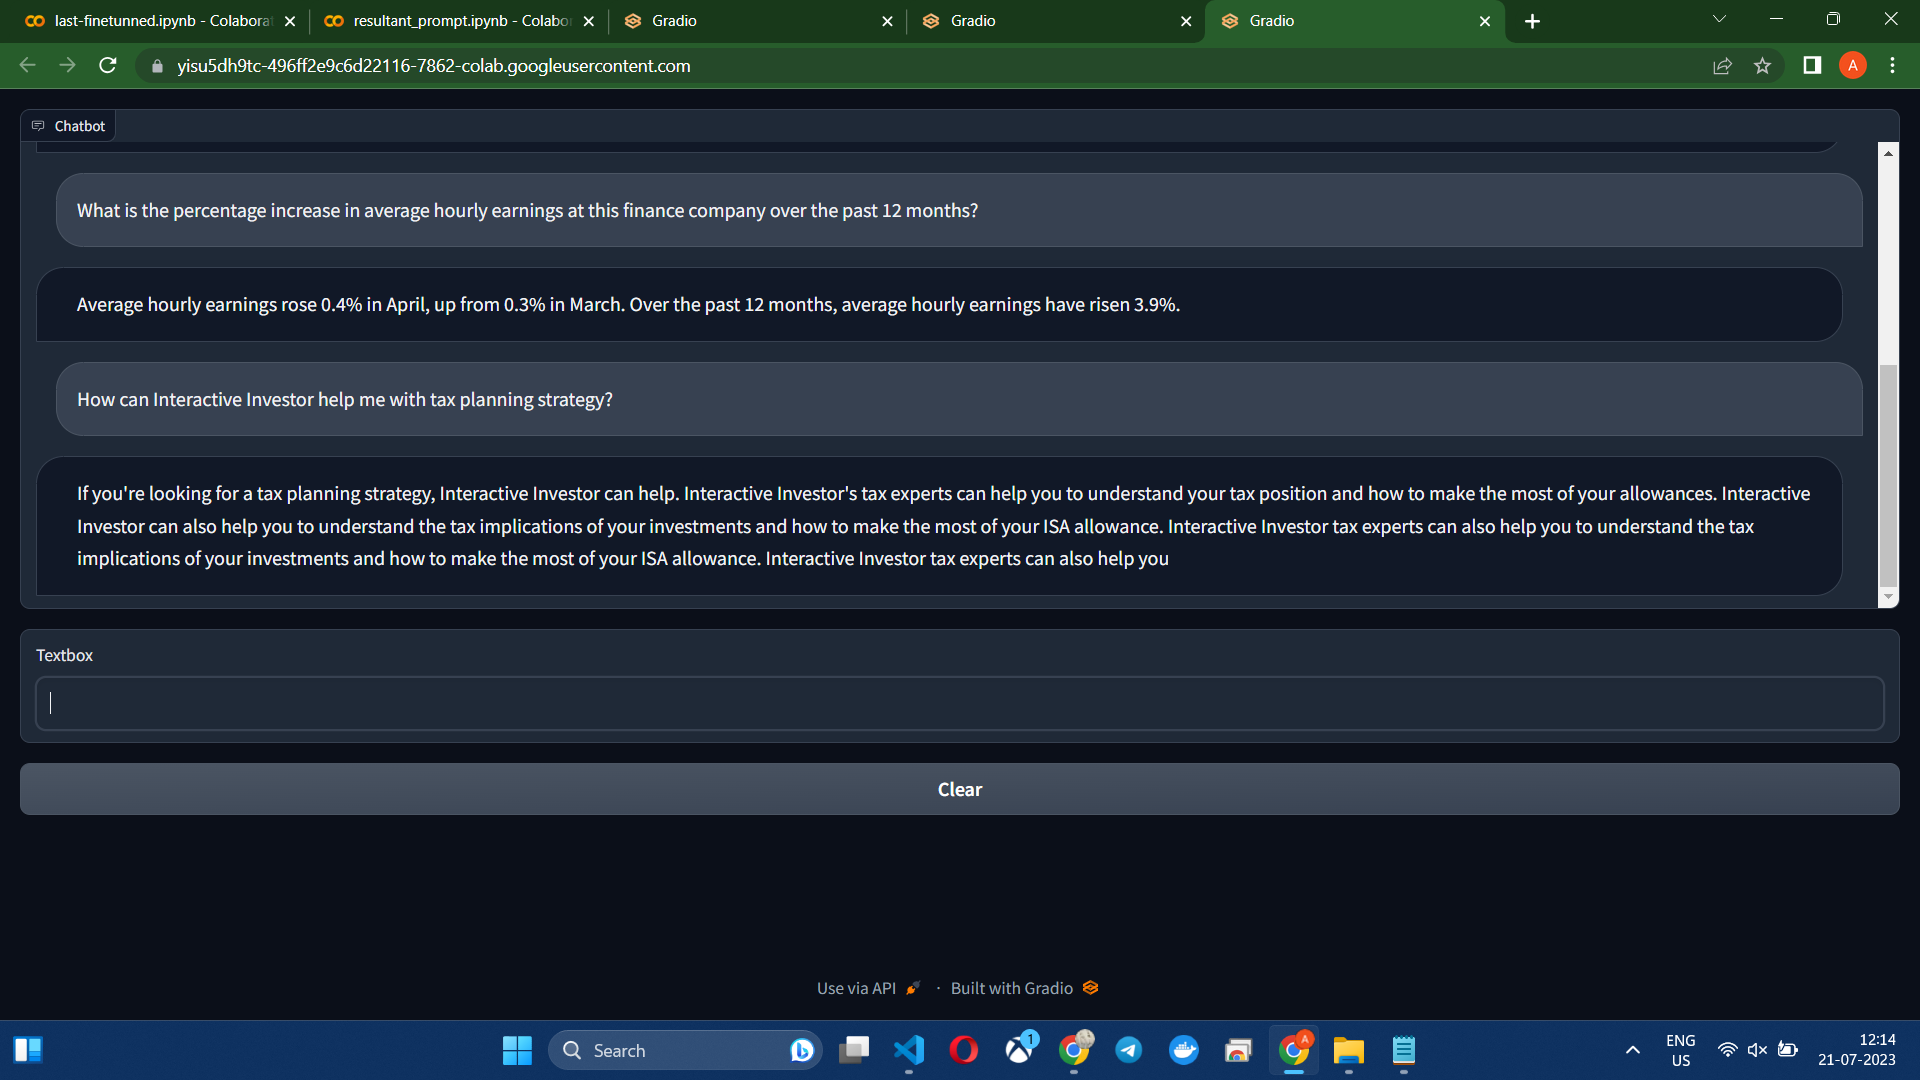 last-finetunned.ipynb - Colaborat
resultant_prompt.ipynb - Colabor
Gradio
Gradio
Gradio
yisu5dh9tc-496ff2e9c6d22116-7862-colab.googleusercontent.com
A
Chatbot
What is the percentage increase in average hourly earnings at this finance company over the past 12 months?
Average hourly earnings rose 0.4% in April, up from 0.3% in March. Over the past 12 months, average hourly earnings have risen 3.9%.
How can Interactive Investor help me with tax planning strategy?
If you're looking for a tax planning strategy, Interactive Investor can help. Interactive Investor's tax experts can help you to understand your tax position and how to make the most of your allowances. Interactive
Investor can also help you to understand the tax implications of your investments and how to make the most of your ISA allowance. Interactive Investor tax experts can also help you to understand the tax
implications of your investments and how to make the most of your ISA allowance. Interactive Investor tax experts can also help you
Textbox
Clear
Use via API · Built with Gradio
Search
1
A
ENG
US
12:14
21-07-2023